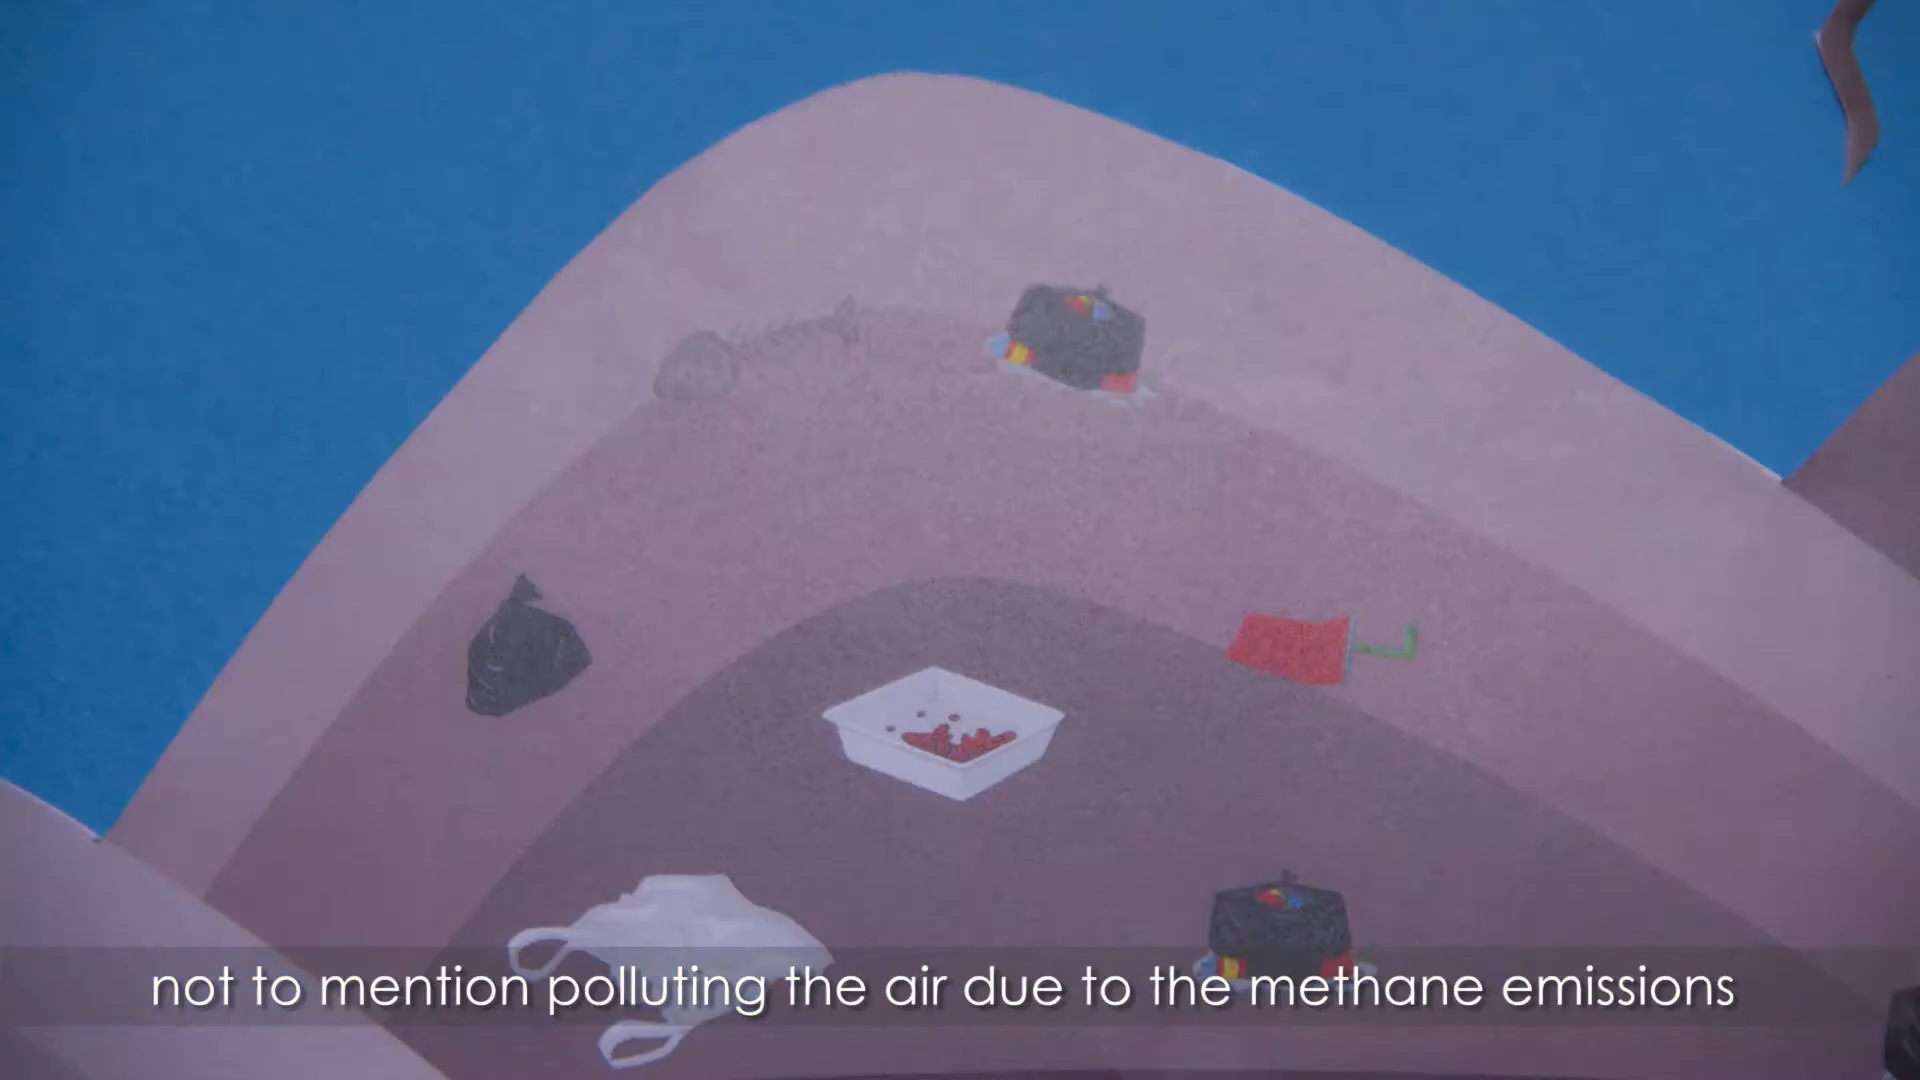 not to mention polluting the air due to the methane emissions